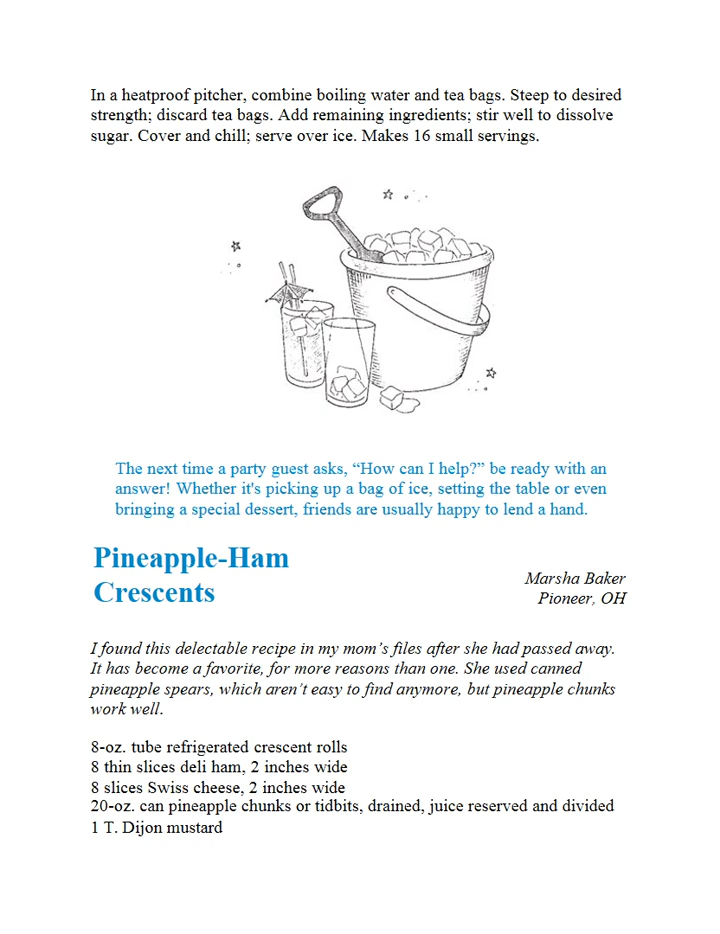 In a heatproof pitcher, combine boiling water and tea bags. Steep to desired
strength; discard tea bags. Add remaining ingredients; stir well to dissolve
sugar. Cover and chill; serve over ice. Makes 16 small servings.
The next time a party guest asks, “How can I help?” be ready with an
answer! Whether it's picking up a bag of ice, setting the table or even
bringing a special dessert, friends are usually happy to lend a hand.
Pineapple-Ham
Crescents
Marsha Baker
Pioneer, OH
I found this delectable recipe in my mom’s files after she had passed away.
It has become a favorite, for more reasons than one. She used canned
pineapple spears, which aren’t easy to find anymore, but pineapple chunks
work well.
8-oz. tube refrigerated crescent rolls
8 thin slices deli ham, 2 inches wide
8 slices Swiss cheese, 2 inches wide
20-oz. can pineapple chunks or tidbits, drained, juice reserved and divided
1 T. Dijon mustard